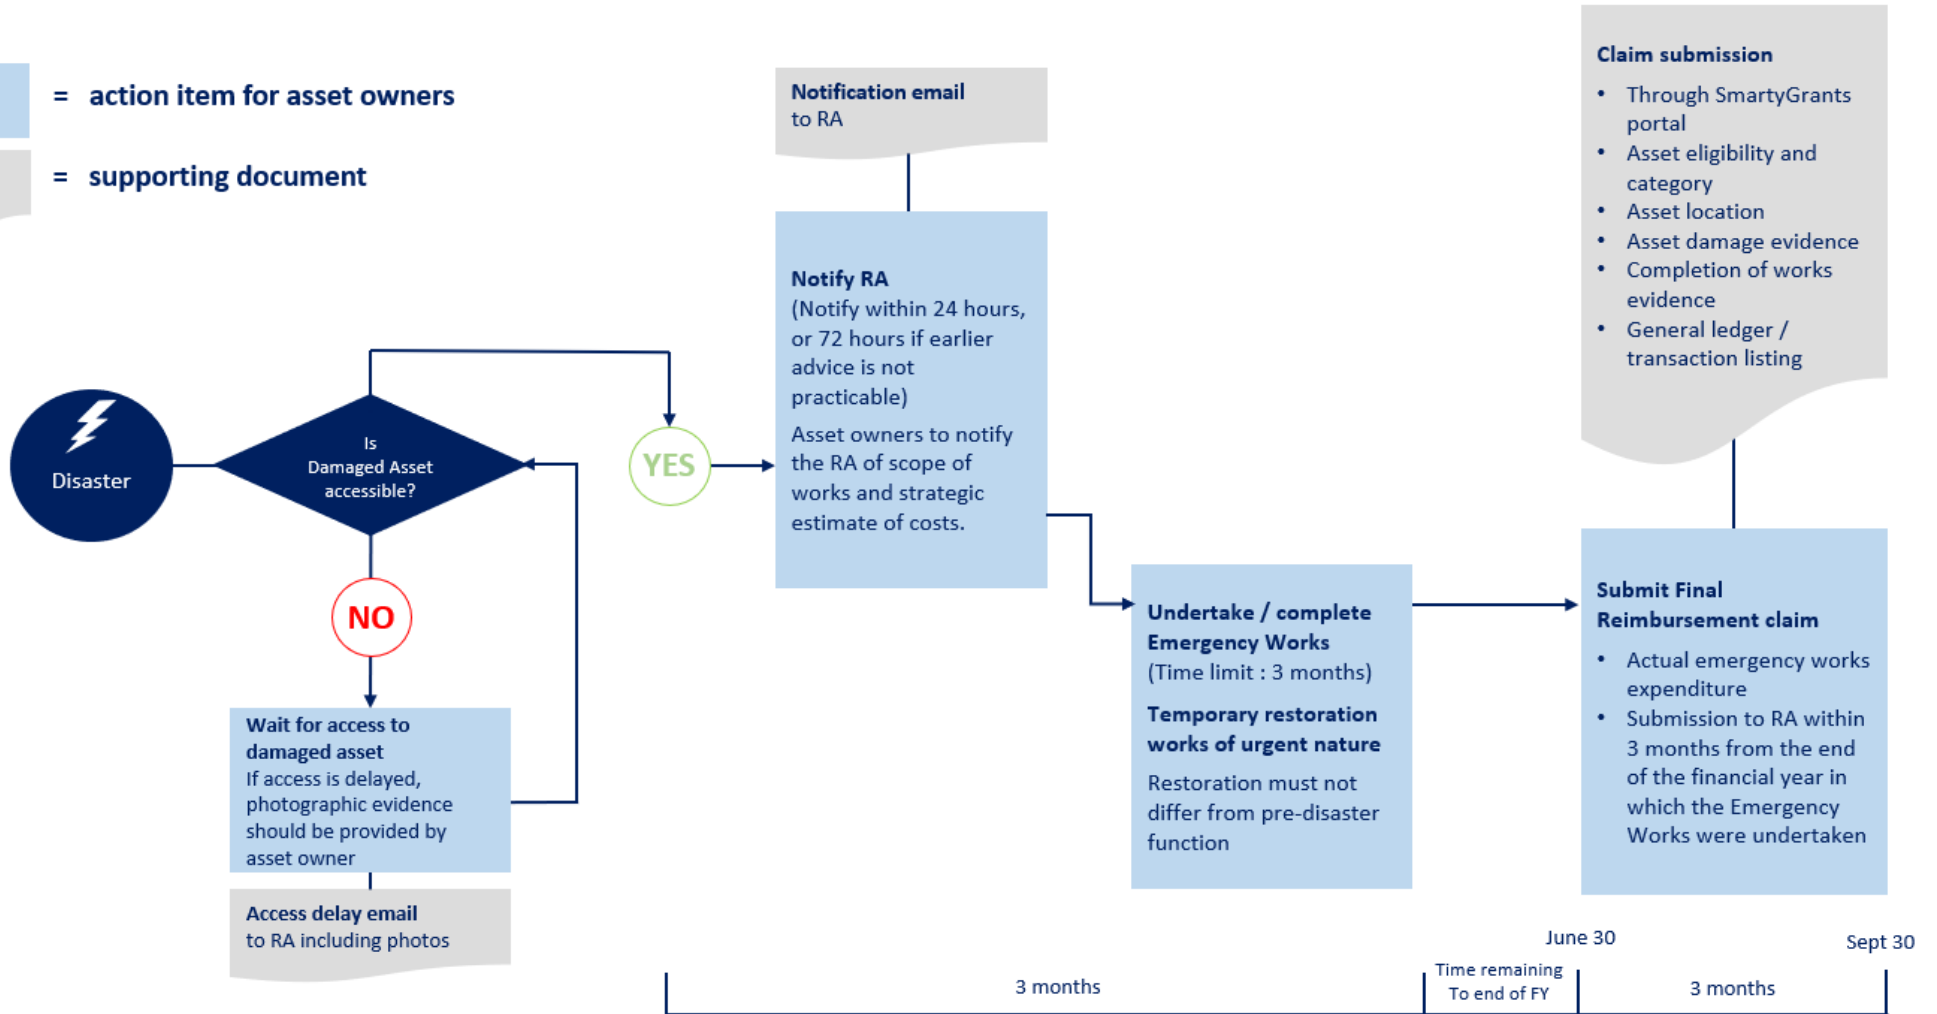 = action item for asset owners
= supporting document
Disaster
Is
Damaged Asset
accessible?
NO
Wait for access to
damaged asset
If access is delayed,
photographic evidence
should be provided by
asset owner
Access delay email
to RA including photos
YES
Notification email
to RA
Notify RA
(Notify within 24 hours,
or 72 hours if earlier
advice is not
practicable)
Asset owners to notify
the RA of scope of
works and strategic
estimate of costs.
Undertake / complete
Emergency Works
(Time limit : 3 months)
Temporary restoration
works of urgent nature
Restoration must not
differ from pre-disaster
function
Claim submission
• Through SmartyGrants
portal
• Asset eligibility and
category
• Asset location
• Asset damage evidence
• Completion of works
evidence
• General ledger /
transaction listing
Submit Final
Reimbursement claim
• Actual emergency works
expenditure
• Submission to RA within
3 months from the end
of the financial year in
which the Emergency
Works were undertaken
June 30
Sept 30
3 months
Time remaining
To end of FY
3 months